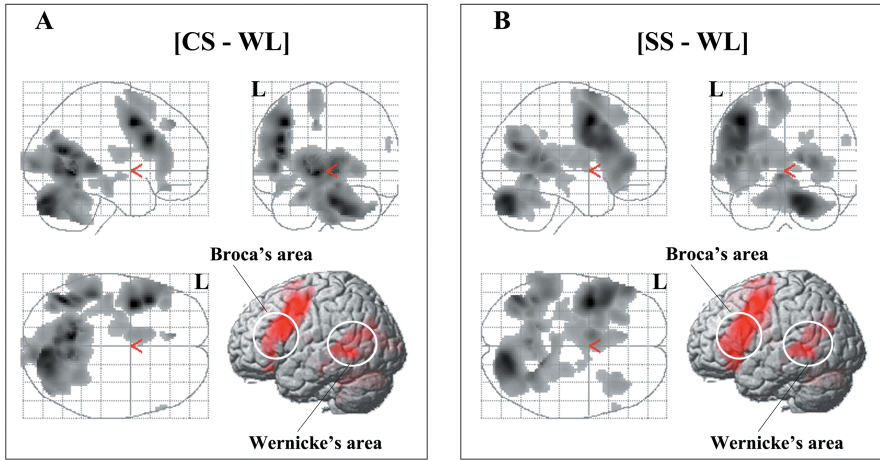 A
[CS - WL]
L
L
Broca's area
Wernicke's area
B
[SS - WL]
L
L
Broca's area
Wernicke's area